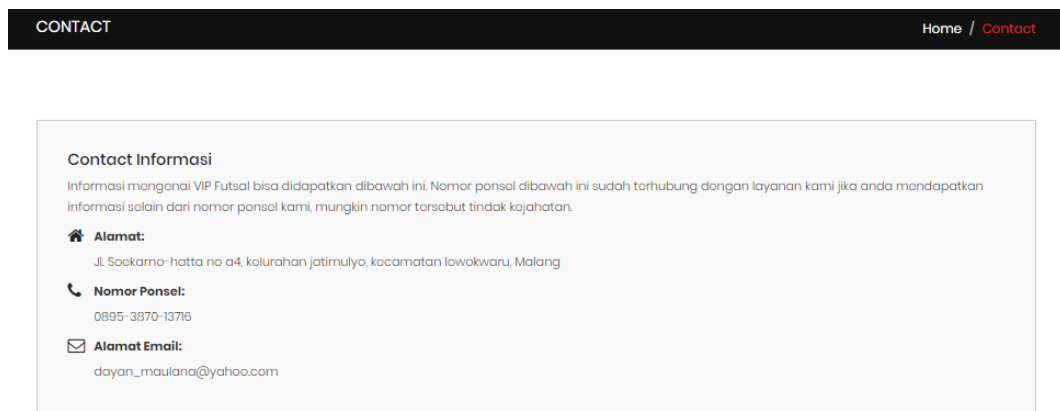 CONTACT
Home / Contact
Contact Informasi
Informasi mengenai VIP Futsal bisa didapatkan dibawah ini, Nomor ponsel dibawah ini sudah terhubung dengan layanan kami jika anda mendapatkan
informasi selain dari nomor ponsel kami, mungkin nomor tersebut tindak kejahatan.
Alamat:
Jl. Soekarno-hatta no a4, kelurahan jatimulyo, kecamatan lowokwaru, Malang
Nomor Ponsel:
0895-3870-13716
Alamat Email:
dayan_maulana@yahoo.com